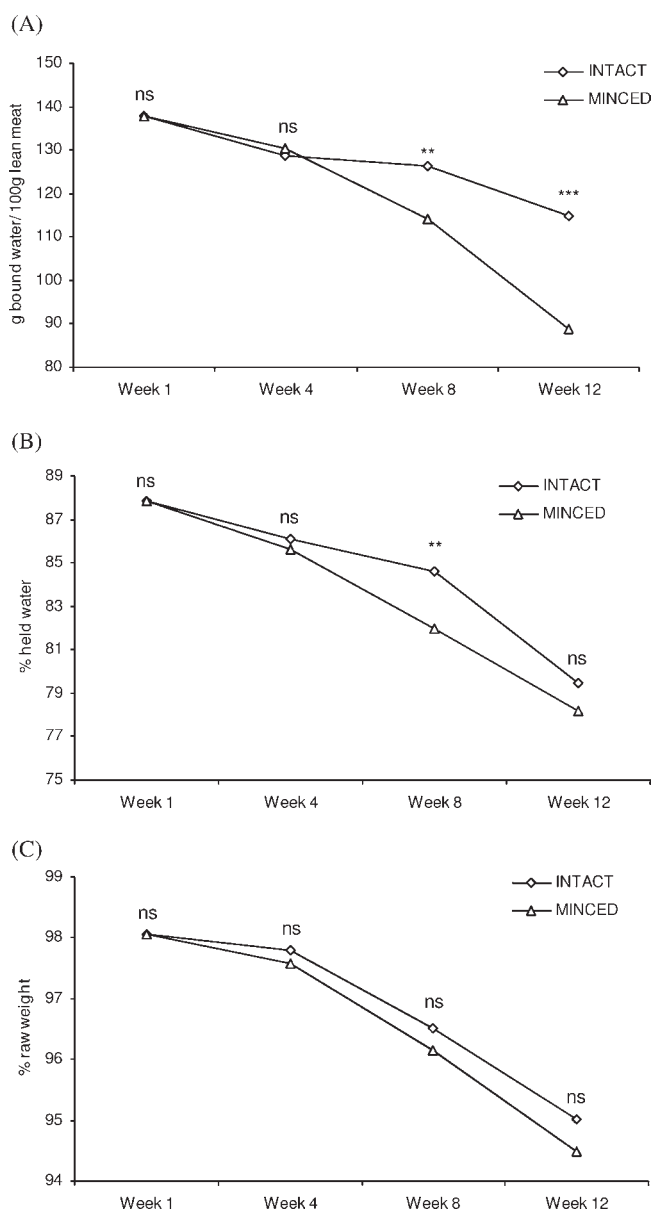 (A)
150
140
130
120
110
100
90
80
g bound water/100g lean meat
ns
ns
**
***
INTACT
MINCED
Week 1
Week 4
Week 8
Week 12
(B)
89
87
85
83
81
79
77
75
% held water
ns
ns
**
ns
INTACT
MINCED
Week 1
Week 4
Week 8
Week 12
(C)
98
98
97
96
95
94
% raw weight
ns
ns
ns
ns
INTACT
MINCED
Week 1
Week 4
Week 8
Week 12